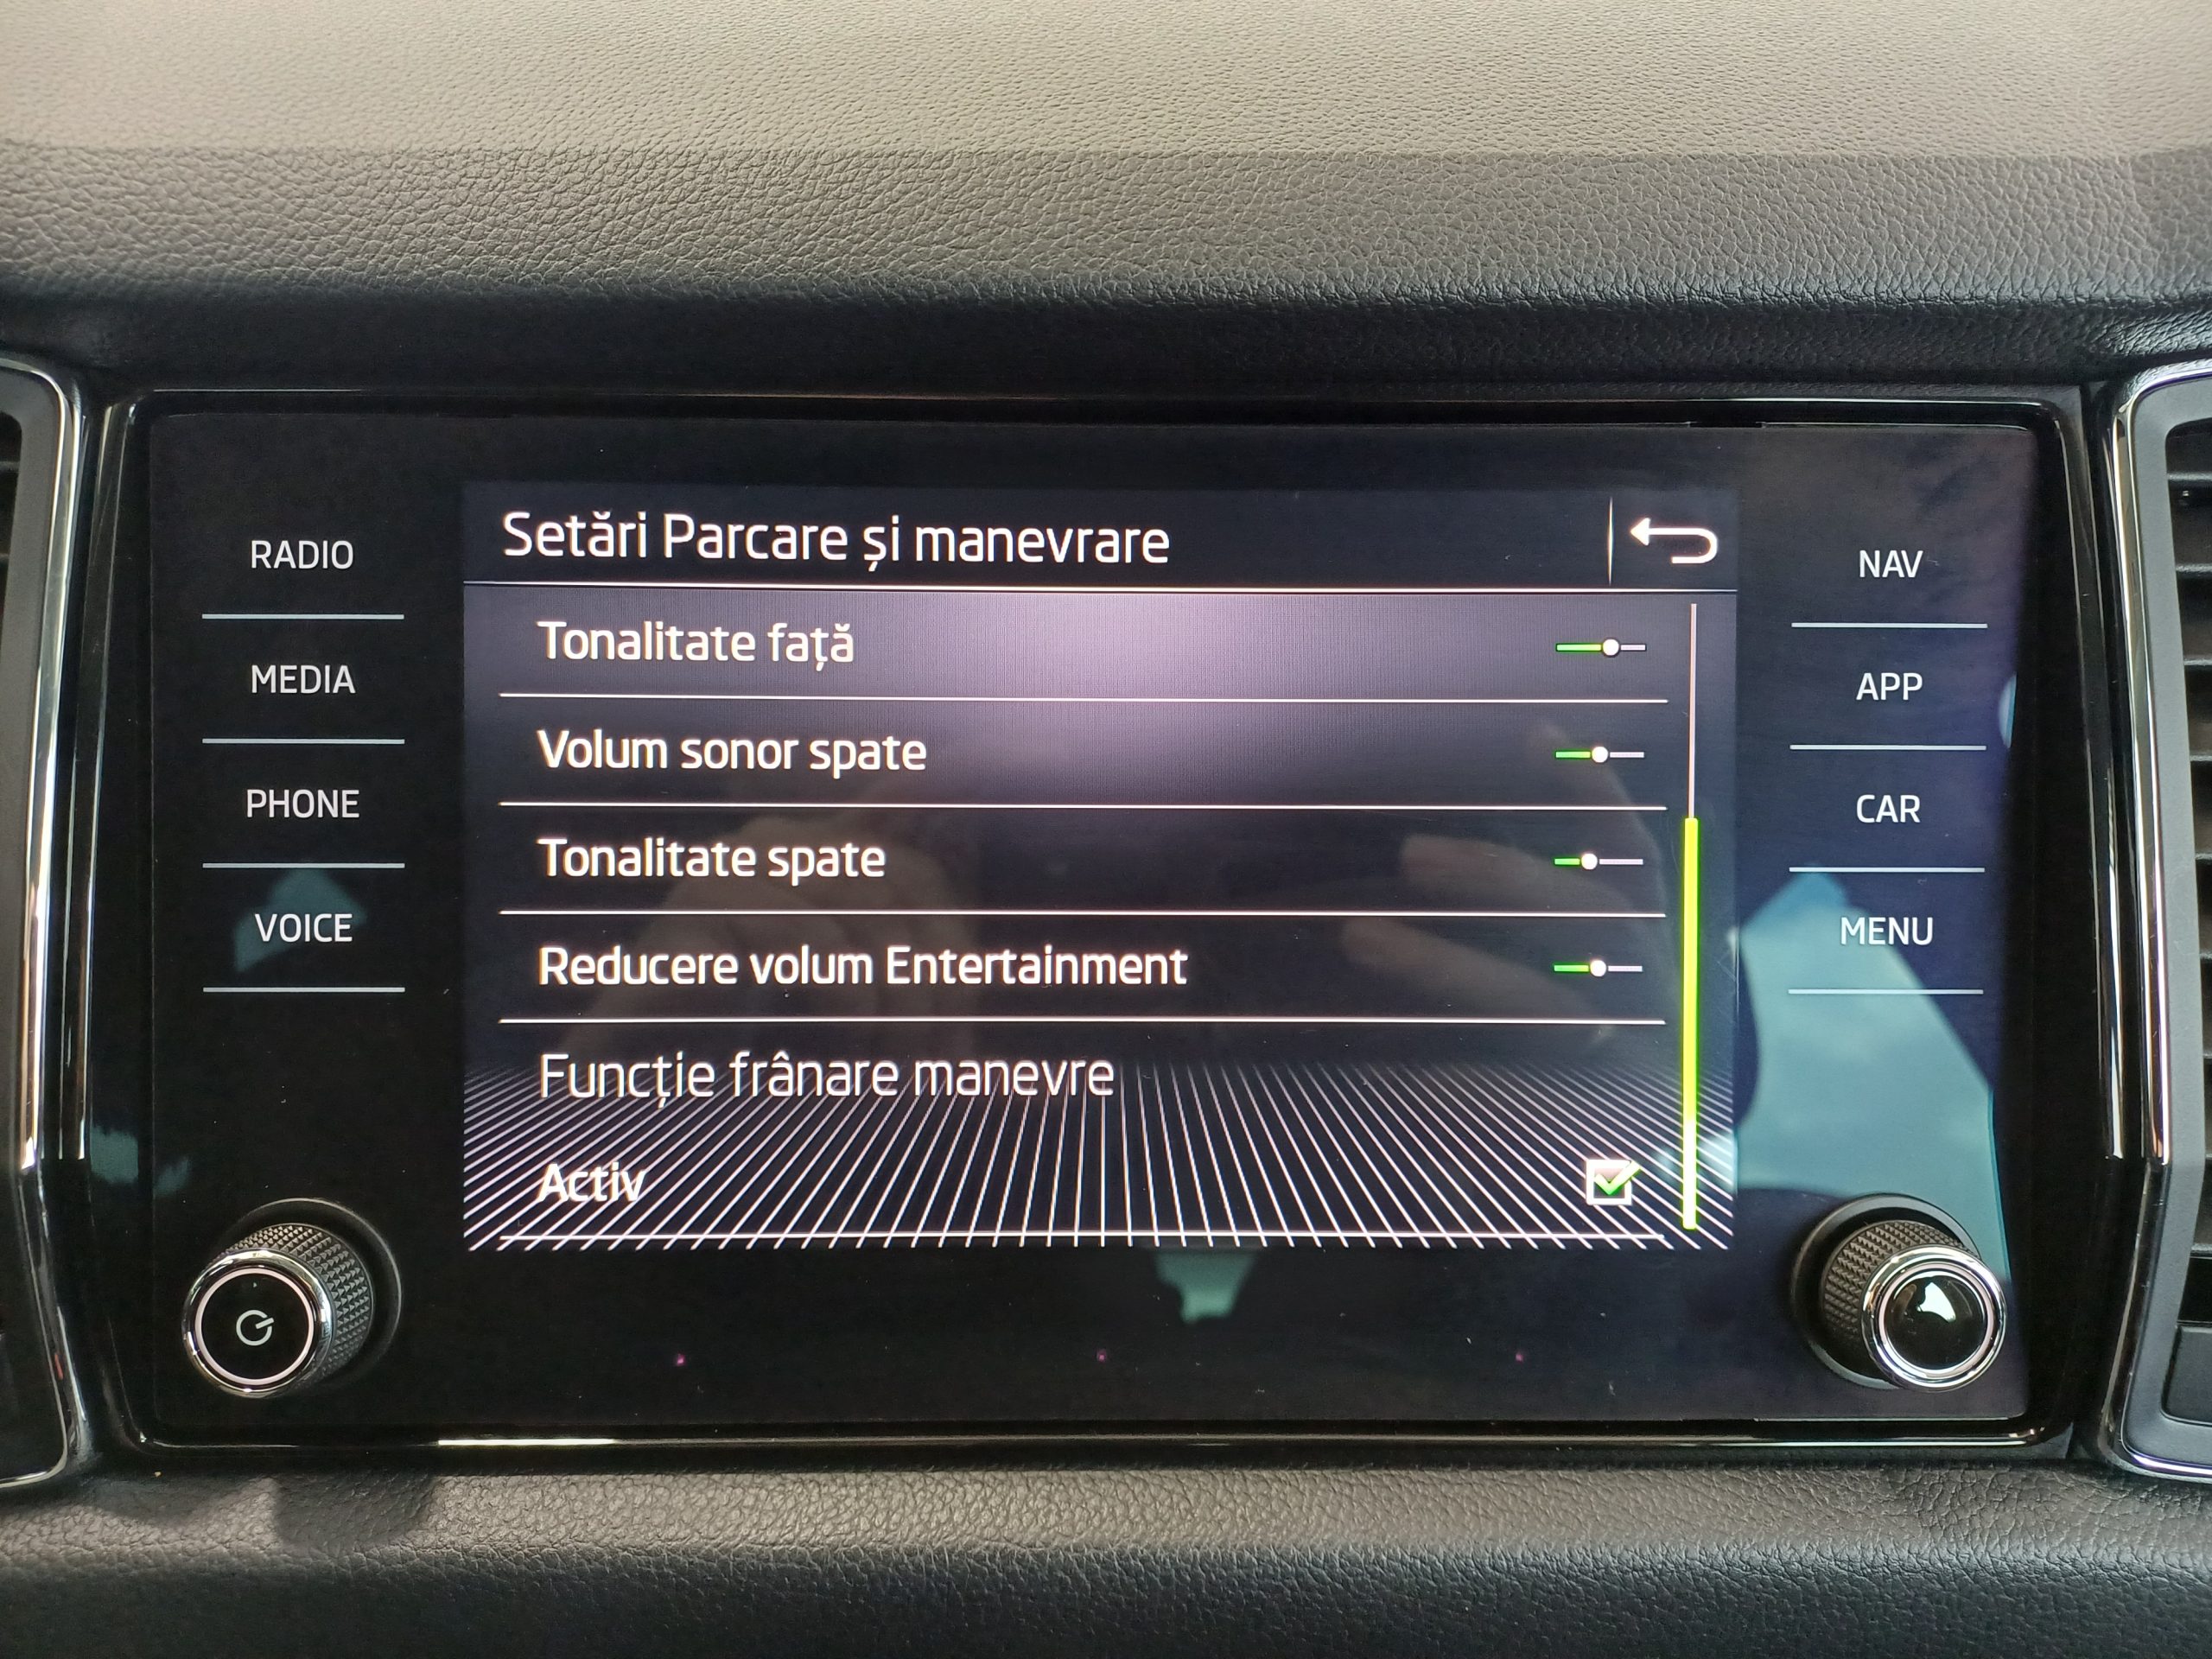 RADIO
MEDIA
PHONE
VOICE
Setări Parcare și manevrare
Tonalitate față
Volum sonor spate
Tonalitate spate
Reducere volum Entertainment
Funcție frânare manevre
Activ
NAV
APP
CAR
MENU